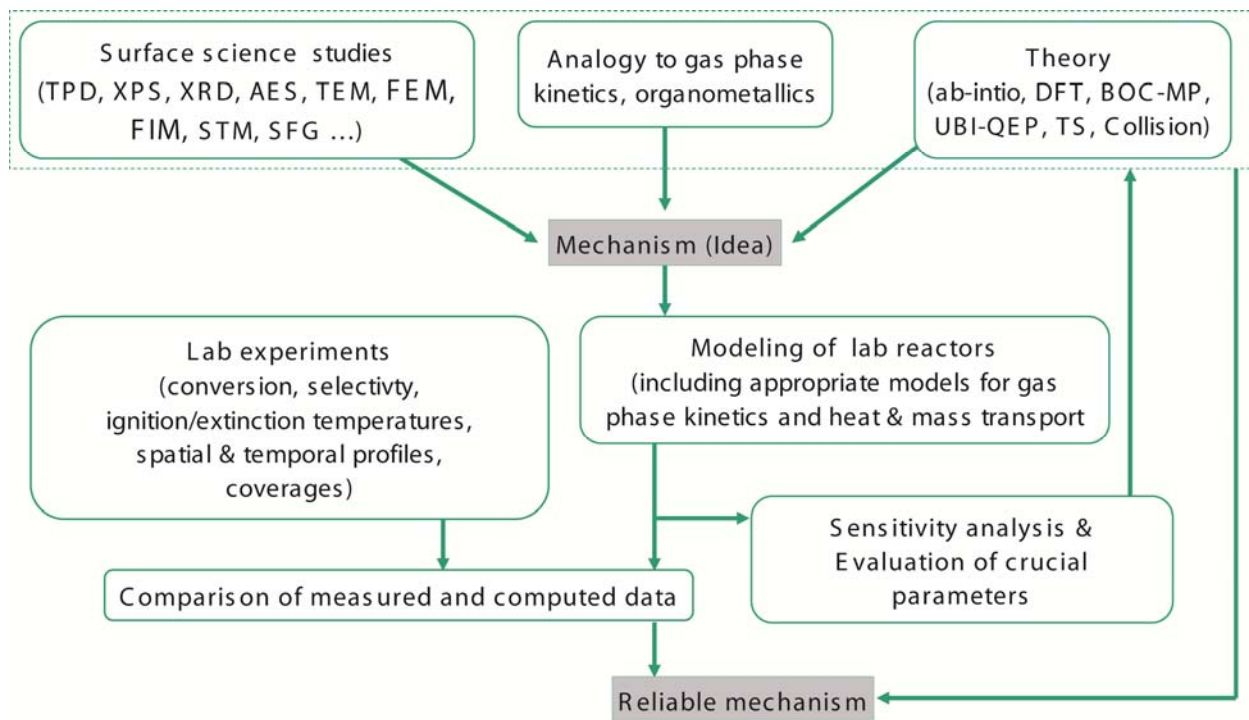 Surface science studies
(TPD, XPS, XRD, AES, TEM, FEM,
FIM, STM, SFG ...)
Analogy to gas phase
kinetics, organometallics
Theory
(ab-intio, DFT, BOC-MP,
UBI-QEP, TS, Collision)
Mechanism (Idea)
Lab experiments
(conversion, selectivty,
ignition/extinction temperatures,
spatial & temporal profiles,
coverages)
Modeling of lab reactors
(including appropriate models for gas
phase kinetics and heat & mass transport
Sensitivity analysis &
Evaluation of crucial
parameters
Comparison of measured and computed data
Reliable mechanism